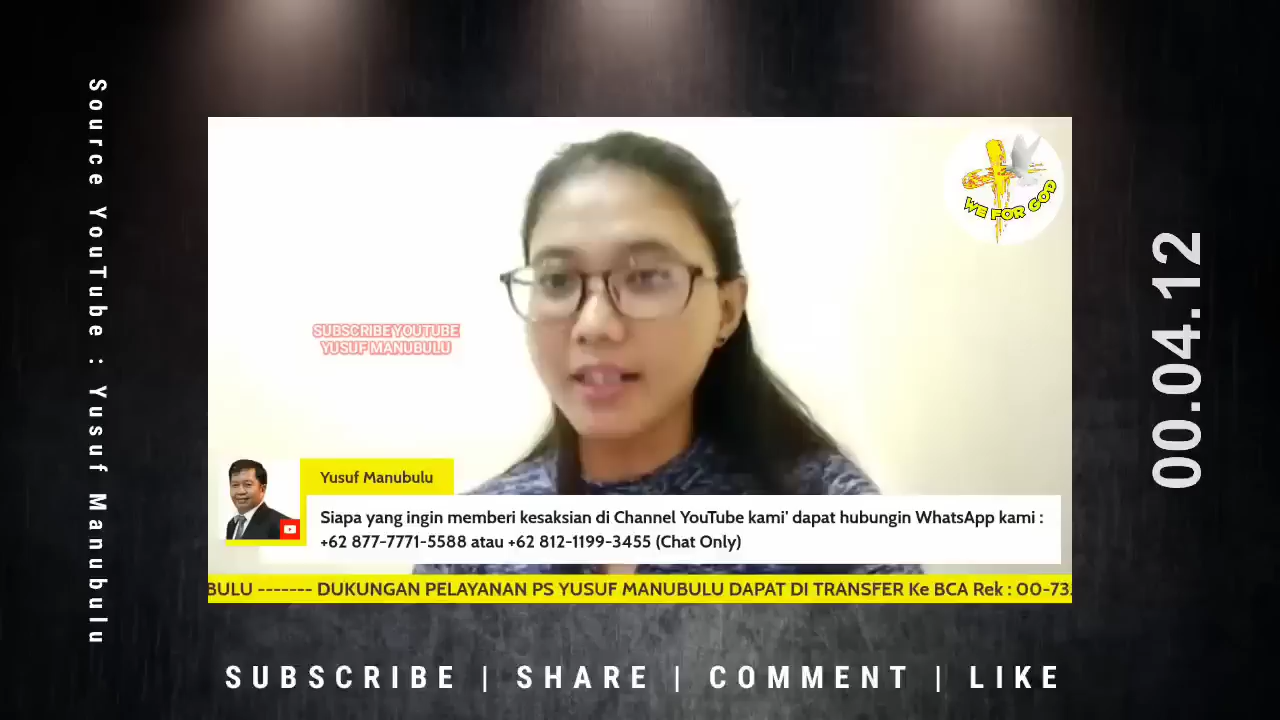 Source YouTube : Yusuf Manubulu
WE FOR GOD
SUBSCRIBE YOUTUBE
YUSUF MANUBULU
Yusuf Manubulu
Siapa yang ingin memberi kesaksian di Channel YouTube kami' dapat hubungin WhatsApp kami :
+62 877-7771-5588 atau +62 812-1199-3455 (Chat Only)
BULU ------- DUKUNGAN PELAYANAN PS YUSUF MANUBULU DAPAT DI TRANSFER Ke BCA Rek : 00-73
00.04.12
SUBSCRIBE | SHARE | COMMENT | LIKE